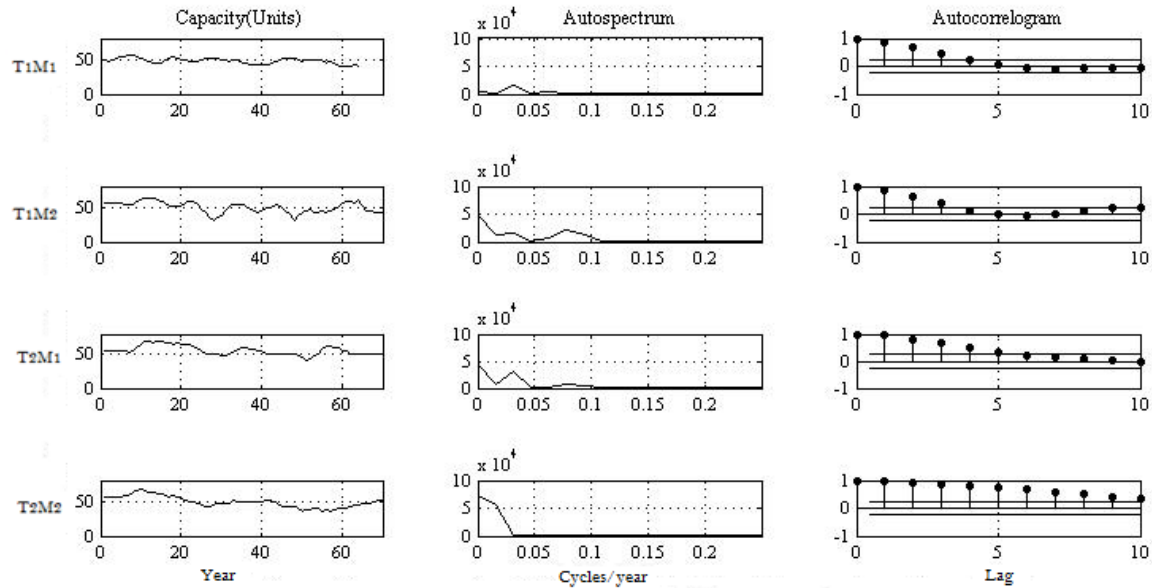 Capacity(Units) Autospectrum Autocorrelogram
T1M1
50
0
0 20 40 60
x 10⁴
10
5
0
0 0.05 0.1 0.15 0.2
1
0
-1
0 5 10
T1M2
50
0
0 20 40 60
x 10⁴
10
5
0
0 0.05 0.1 0.15 0.2
1
0
-1
0 5 10
T2M1
50
0
0 20 40 60
x 10⁴
10
5
0
0 0.05 0.1 0.15 0.2
1
0
-1
0 5 10
T2M2
50
0
0 20 40 60
x 10⁴
10
5
0
0 0.05 0.1 0.15 0.2
1
0
-1
0 5 10
Year Cycles/year Lag